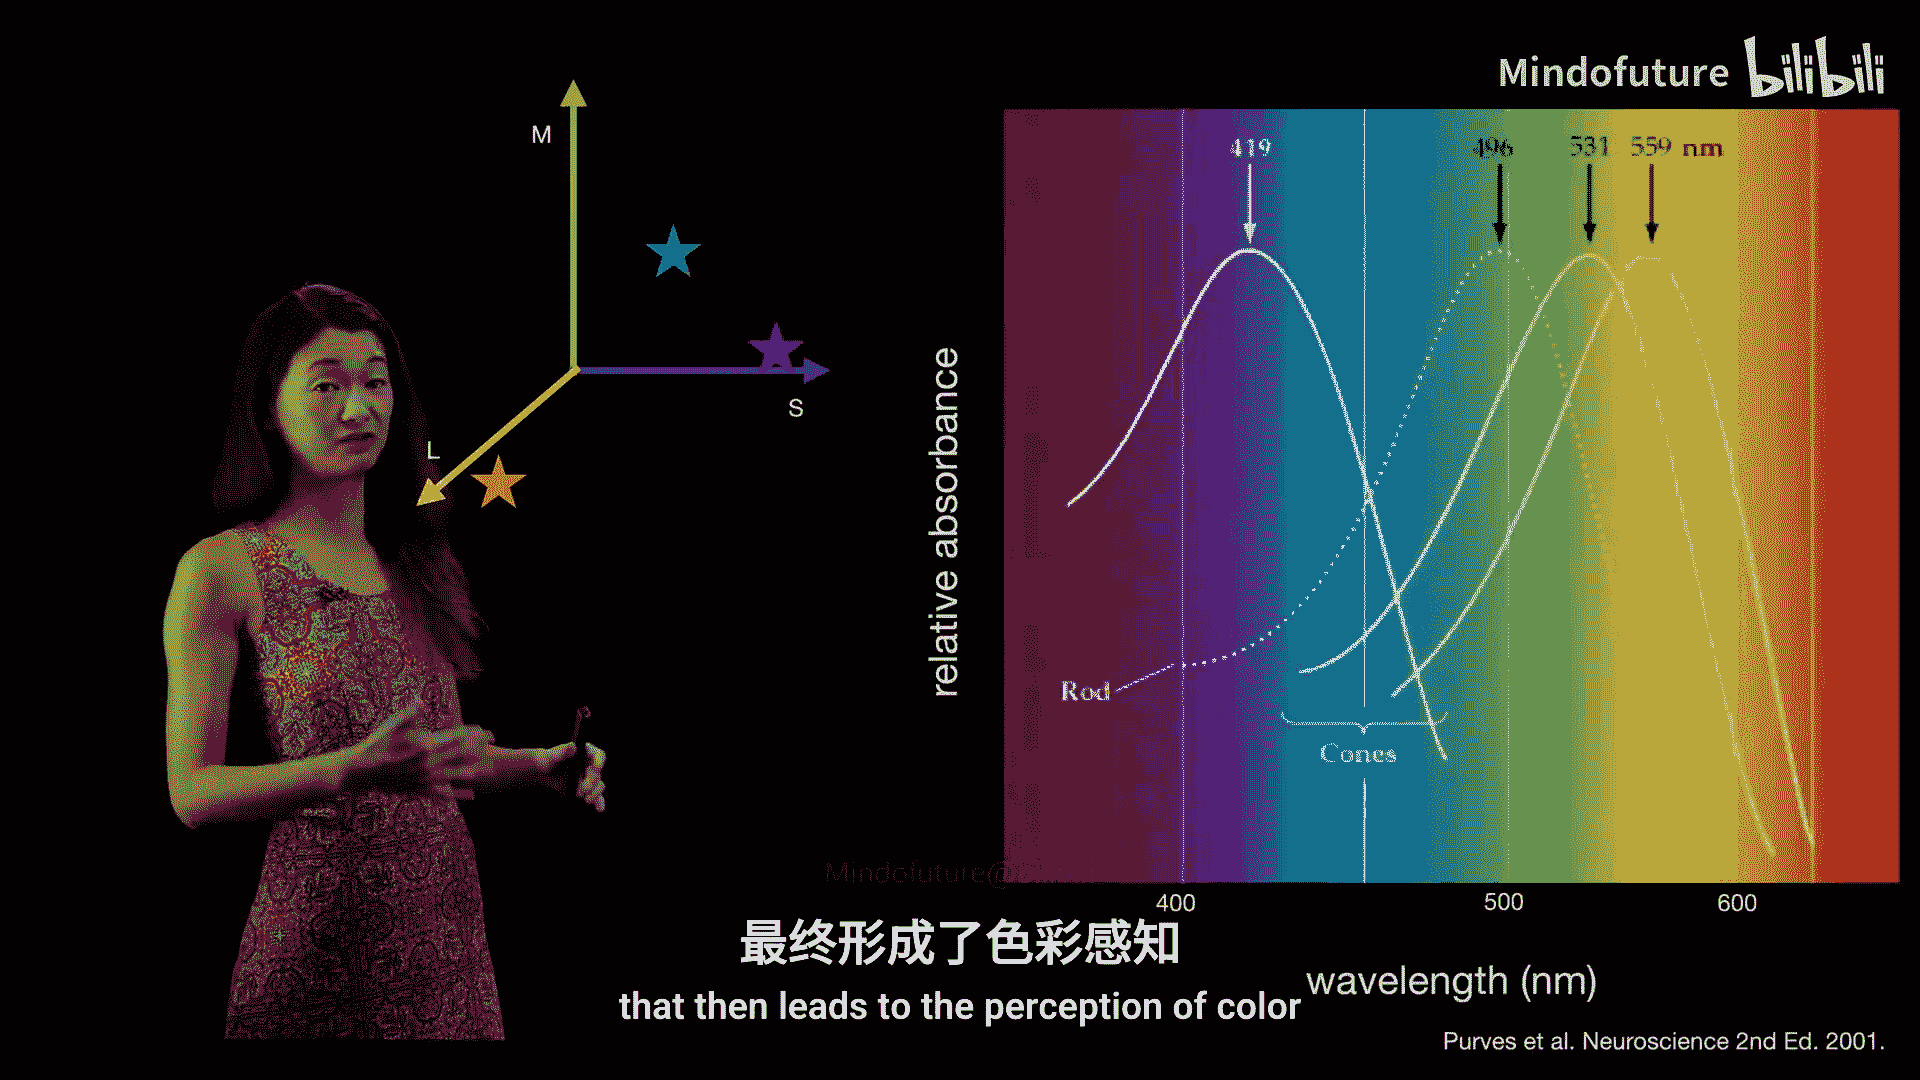 Mindofuture bilibili
M
S
L
419 496 531 559 nm
relative absorbance
Rod
Cones
Mindofuture@
400 500 600
最终形成了色彩感知
wavelength (nm)
that then leads to the perception of color
Purves et al. Neuroscience 2nd Ed. 2001.